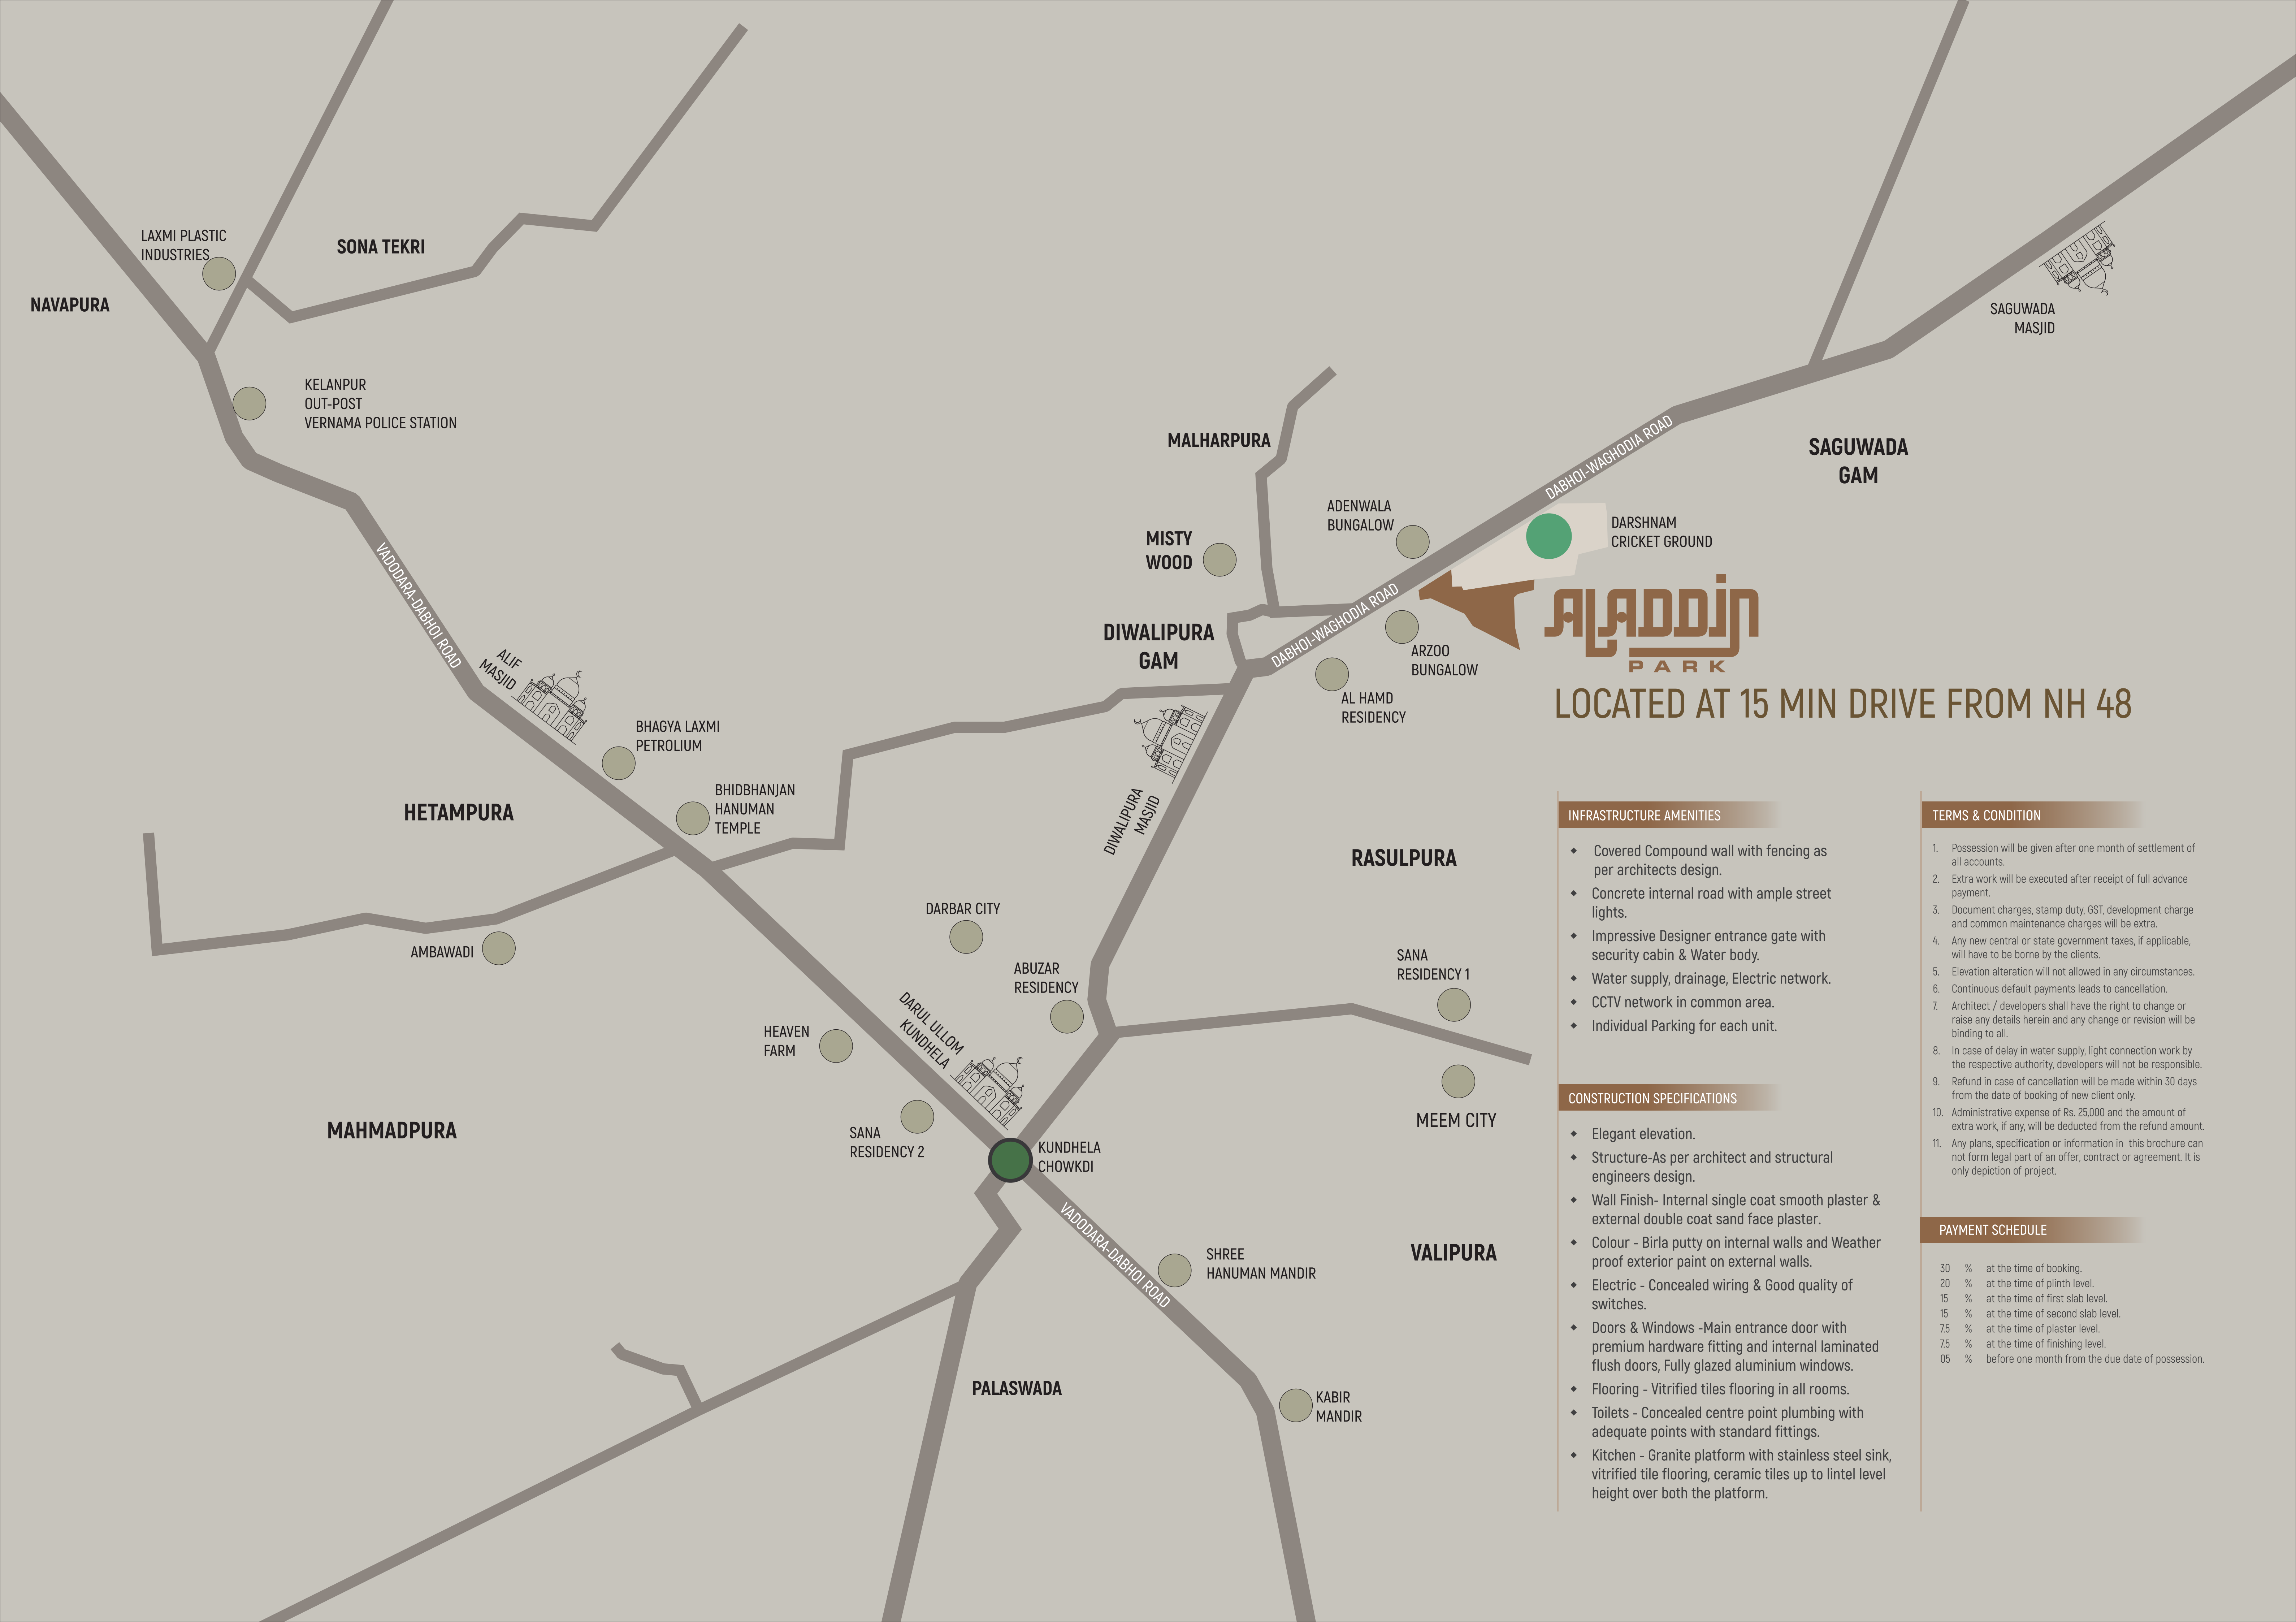 LAXMI PLASTIC
INDUSTRIES
SONA TEKRI
NAVAPURA
KELANPUR
OUT-POST
VERNAMA POLICE STATION
SAGUWADA
MASJID
MALHARPURA
DABHOI-WAGHODIA ROAD
SAGUWADA
GAM
ADENWALA
BUNGALOW
MISTY
WOOD
DARSHNAM
CRICKET GROUND
VADODARA-DABHOI ROAD
DIWALIPURA
GAM
DABHOI-WAGHODIA ROAD
ALADDIN
PARK
ARZOO
BUNGALOW
AL HAMD
RESIDENCY
LOCATED AT 15 MIN DRIVE FROM NH 48
ALIF
MASJID
BHAGYA LAXMI
PETROLIUM
BHIDBHANJAN
HANUMAN
TEMPLE
HETAMPURA
DIWALIPURA
MASJID
RASULPURA
DARBAR CITY
AMBAWADI
ABUZAR
RESIDENCY
SANA
RESIDENCY 1
HEAVEN
FARM
DARUL ULLOM
KUNDHELA
MEEM CITY
MAHMADPURA
SANA
RESIDENCY 2
KUNDHELA
CHOWKDI
VADODARA-DABHOI ROAD
SHREE
HANUMAN MANDIR
VALIPURA
PALASWADA
KABIR
MANDIR
INFRASTRUCTURE AMENITIES
◆ Covered Compound wall with fencing as
per architects design.
◆ Concrete internal road with ample street
lights.
◆ Impressive Designer entrance gate with
security cabin & Water body.
◆ Water supply, drainage, Electric network.
◆ CCTV network in common area.
◆ Individual Parking for each unit.
CONSTRUCTION SPECIFICATIONS
◆ Elegant elevation.
◆ Structure-As per architect and structural
engineers design.
◆ Wall Finish- Internal single coat smooth plaster &
external double coat sand face plaster.
◆ Colour - Birla putty on internal walls and Weather
proof exterior paint on external walls.
◆ Electric - Concealed wiring & Good quality of
switches.
◆ Doors & Windows -Main entrance door with
premium hardware fitting and internal laminated
flush doors, Fully glazed aluminium windows.
◆ Flooring - Vitrified tiles flooring in all rooms.
◆ Toilets - Concealed centre point plumbing with
adequate points with standard fittings.
◆ Kitchen - Granite platform with stainless steel sink,
vitrified tile flooring, ceramic tiles up to lintel level
height over both the platform.
TERMS & CONDITION
1. Possession will be given after one month of settlement of
all accounts.
2. Extra work will be executed after receipt of full advance
payment.
3. Document charges, stamp duty, GST, development charge
and common maintenance charges will be extra.
4. Any new central or state government taxes, if applicable,
will have to be borne by the clients.
5. Elevation alteration will not allowed in any circumstances.
6. Continuous default payments leads to cancellation.
7. Architect / developers shall have the right to change or
raise any details herein and any change or revision will be
binding to all.
8. In case of delay in water supply, light connection work by
the respective authority, developers will not be responsible.
9. Refund in case of cancellation will be made within 30 days
from the date of booking of new client only.
10. Administrative expense of Rs. 25,000 and the amount of
extra work, if any, will be deducted from the refund amount.
11. Any plans, specification or information in this brochure can
not form legal part of an offer, contract or agreement. It is
only depiction of project.
PAYMENT SCHEDULE
30 % at the time of booking.
20 % at the time of plinth level.
15 % at the time of first slab level.
15 % at the time of second slab level.
7.5 % at the time of plaster level.
7.5 % at the time of finishing level.
05 % before one month from the due date of possession.